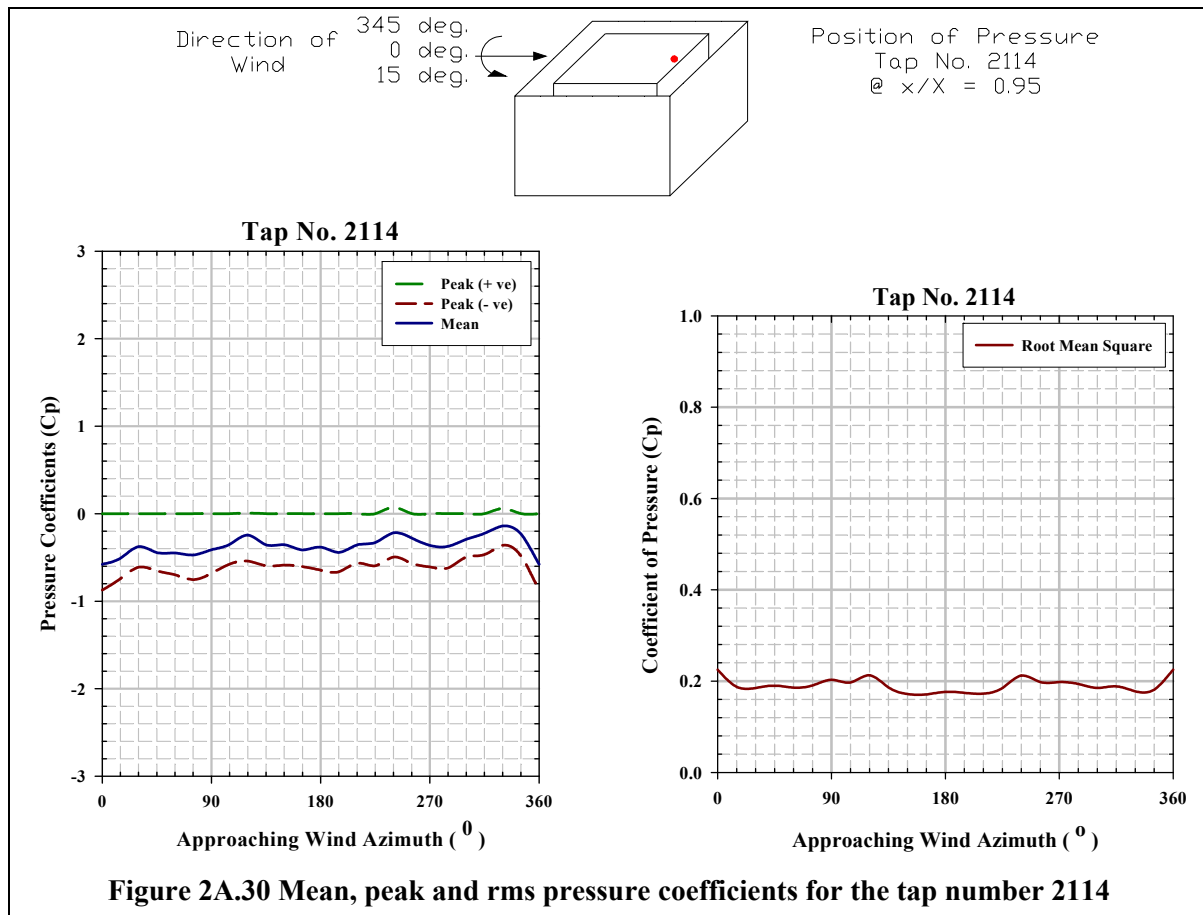 Direction of
Wind
345 deg.
0 deg.
15 deg.
Position of Pressure
Tap No. 2114
@ x/X = 0.95
Tap No. 2114
Peak (+ ve)
Peak (- ve)
Mean
Pressure Coefficients (Cp)
3
2
1
0
-1
-2
-3
0
90
180
270
360
Approaching Wind Azimuth ( 0 )
Tap No. 2114
Root Mean Square
Coefficient of Pressure (Cp)
1.0
0.8
0.6
0.4
0.2
0.0
0
90
180
270
360
Approaching Wind Azimuth ( o )
Figure 2A.30 Mean, peak and rms pressure coefficients for the tap number 2114